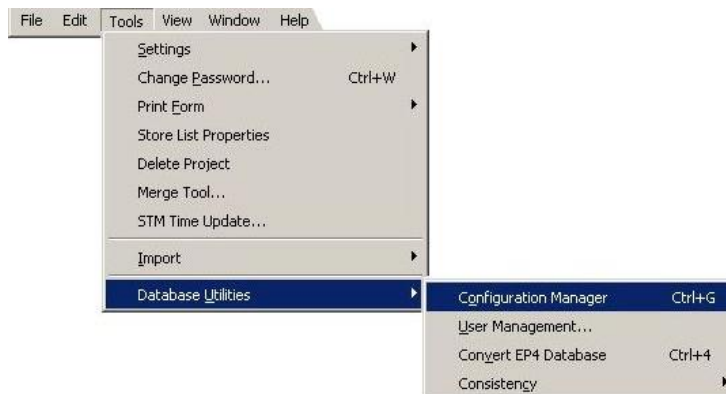 File Edit Tools View Window Help
Settings
Change Password... Ctrl+W
Print Form
Store List Properties
Delete Project
Merge Tool...
STM Time Update...
Import
Database Utilities
Configuration Manager Ctrl+G
User Management...
Convert EP4 Database Ctrl+4
Consistency